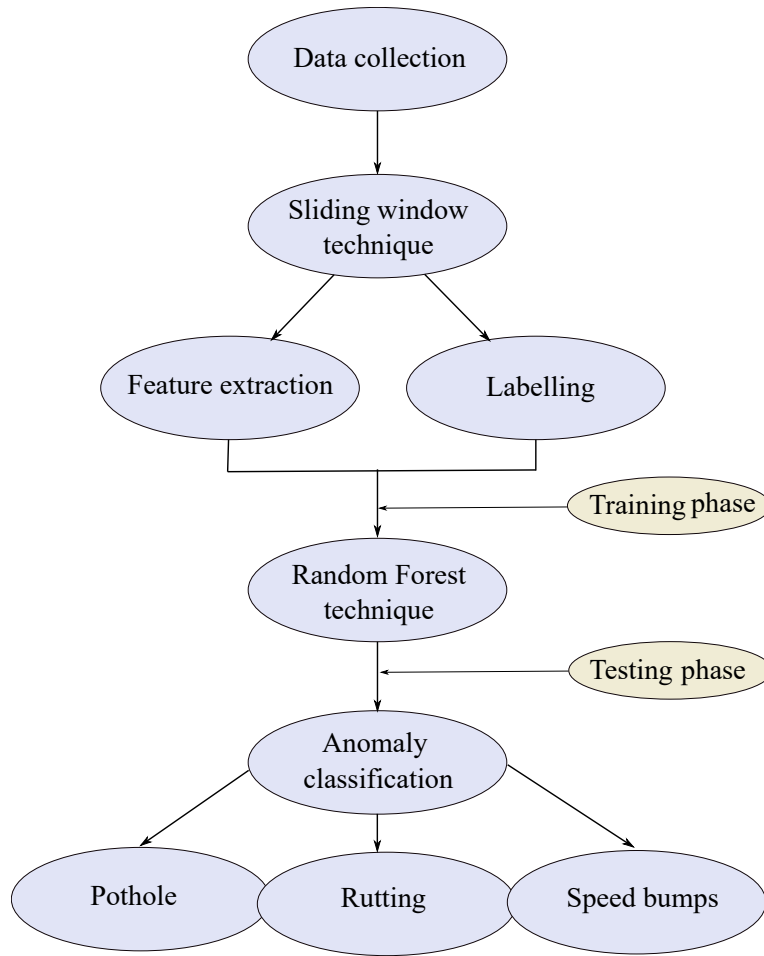 Data collection
Sliding window
technique
Feature extraction
Labelling
Training phase
Random Forest
technique
Testing phase
Anomaly
classification
Pothole
Rutting
Speed bumps